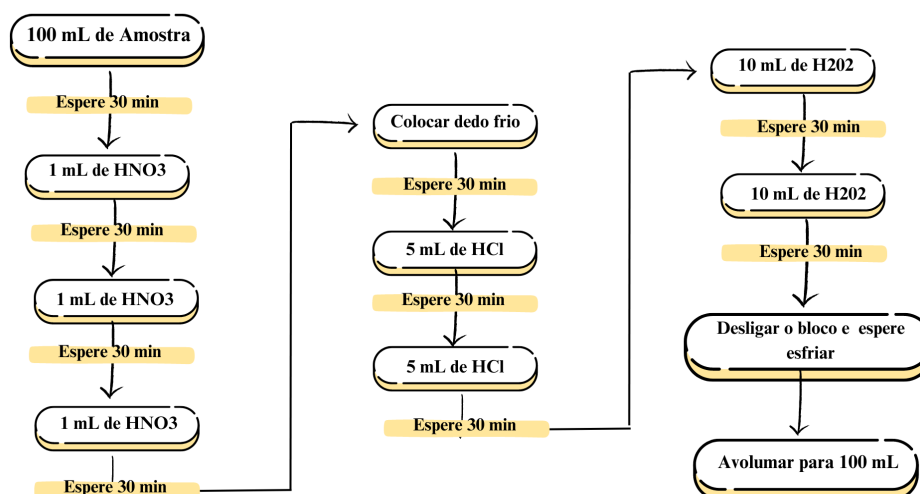 100 mL de Amostra
Espere 30 min
1 mL de HNO3
Espere 30 min
1 mL de HNO3
Espere 30 min
1 mL de HNO3
Espere 30 min
Colocar dedo frio
Espere 30 min
5 mL de HCl
Espere 30 min
5 mL de HCl
Espere 30 min
10 mL de H202
Espere 30 min
10 mL de H202
Espere 30 min
Desligar o bloco e espere
esfriar
Avolumar para 100 mL